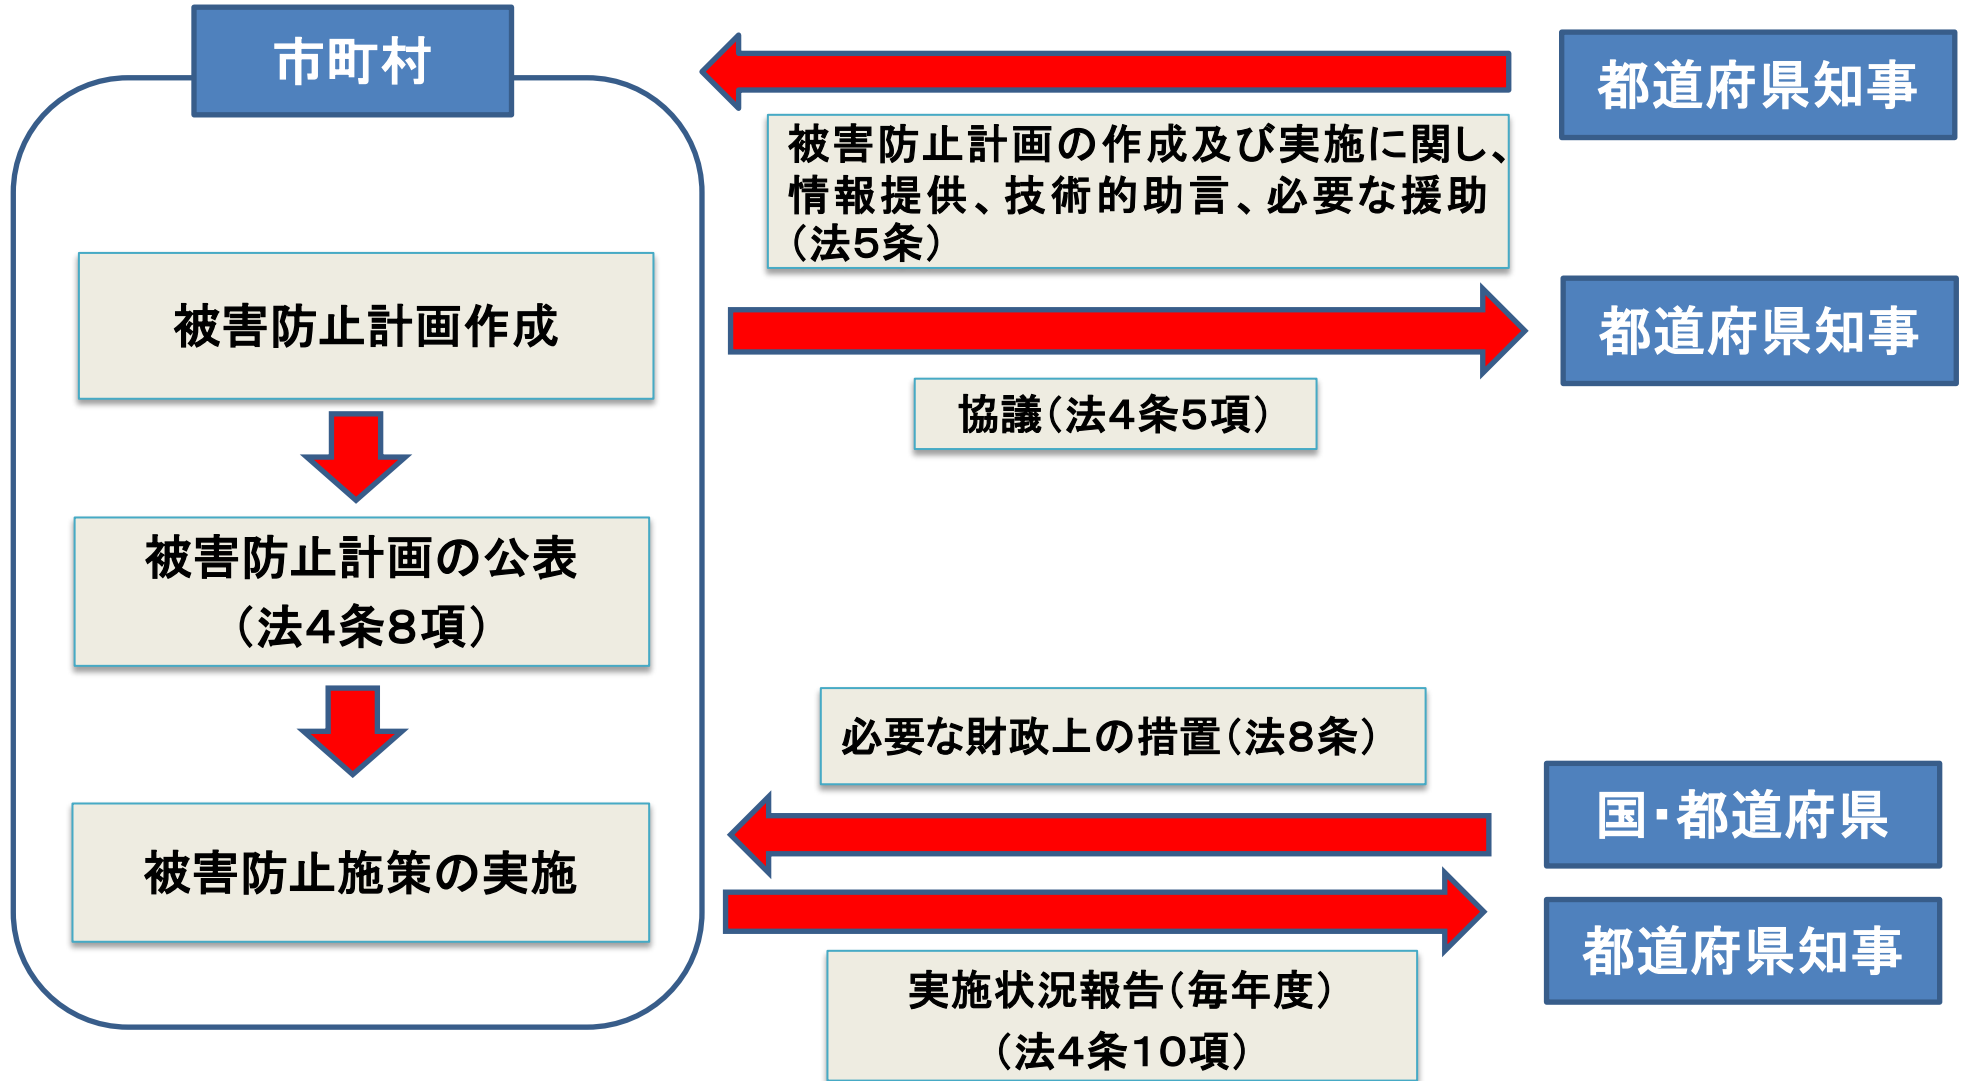 市町村
都道府県知事
被害防止計画の作成及び実施に関し、
情報提供、技術的助言、必要な援助
（法５条）
被害防止計画作成
都道府県知事
協議（法４条５項）
被害防止計画の公表
（法４条８項）
必要な財政上の措置（法８条）
国・都道府県
被害防止施策の実施
都道府県知事
実施状況報告（毎年度）
（法４条１０項）